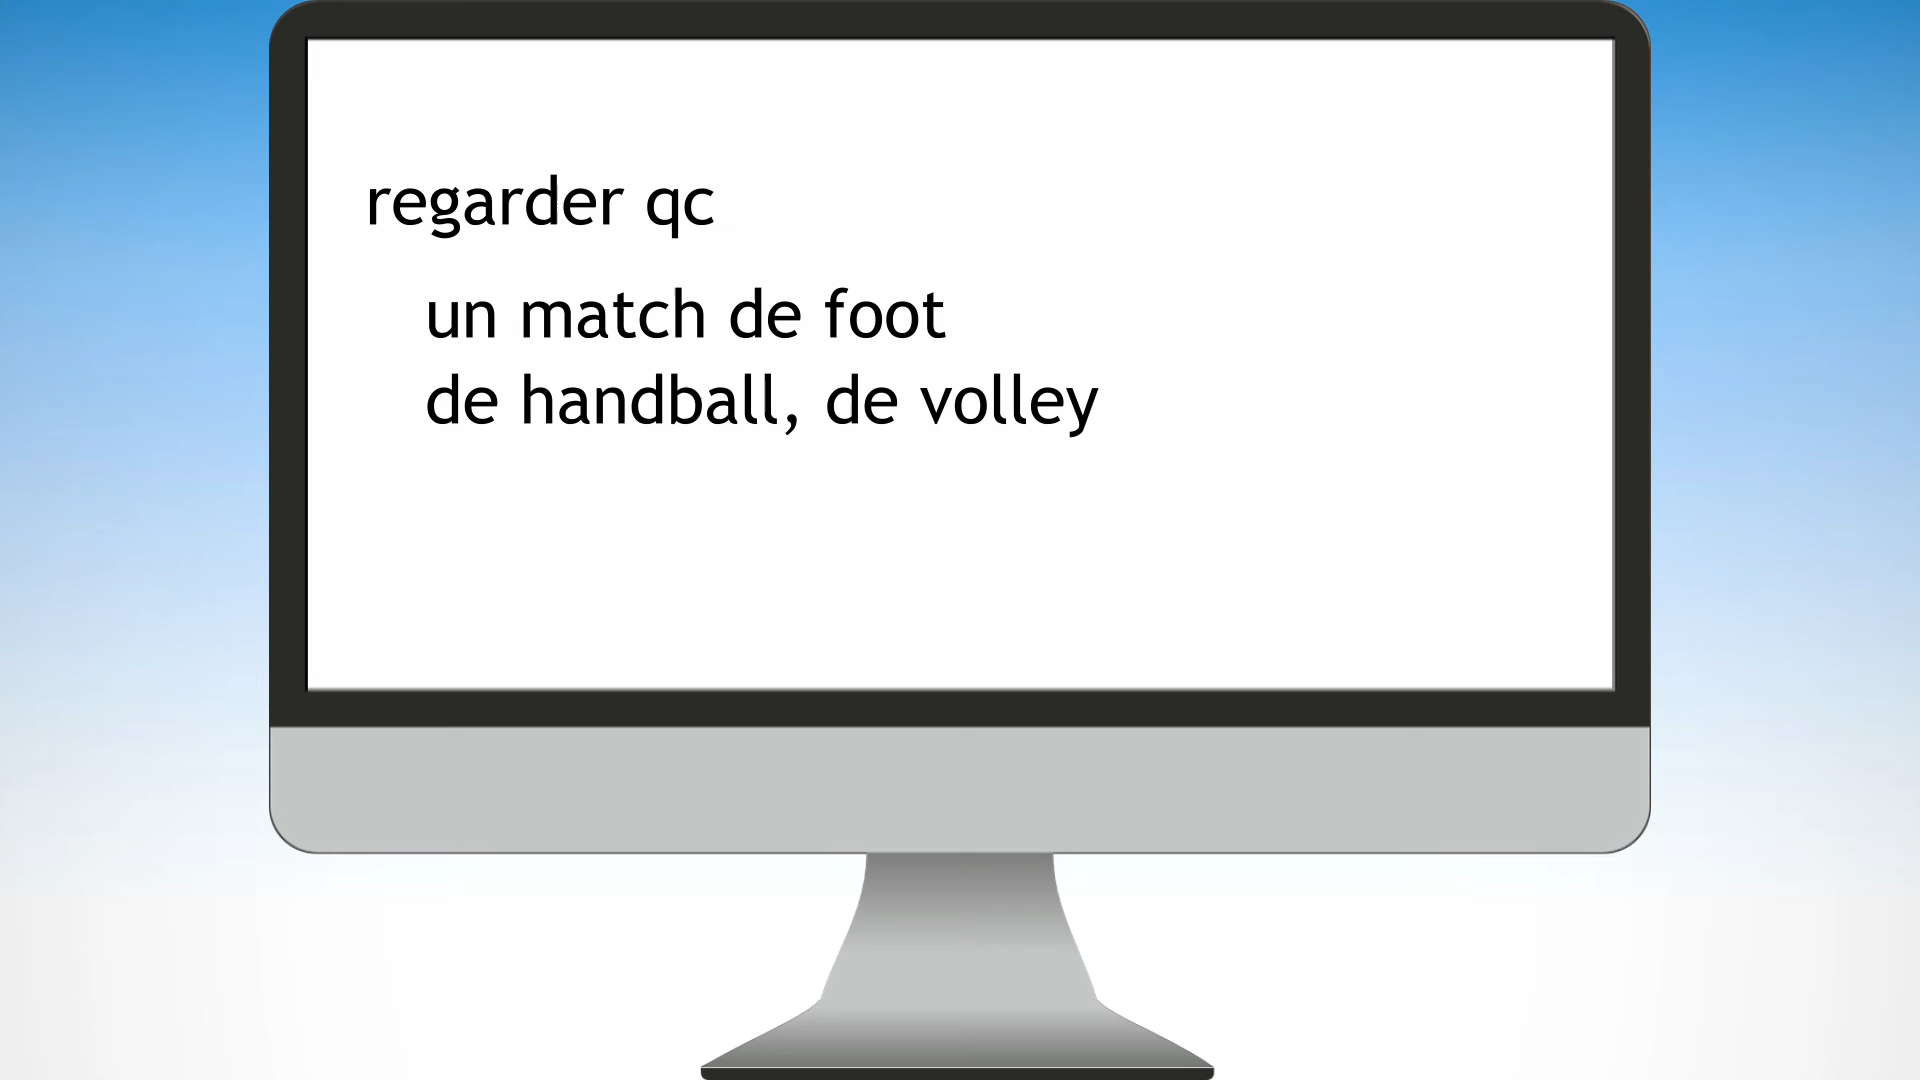 regarder qc
un match de foot
de handball, de volley